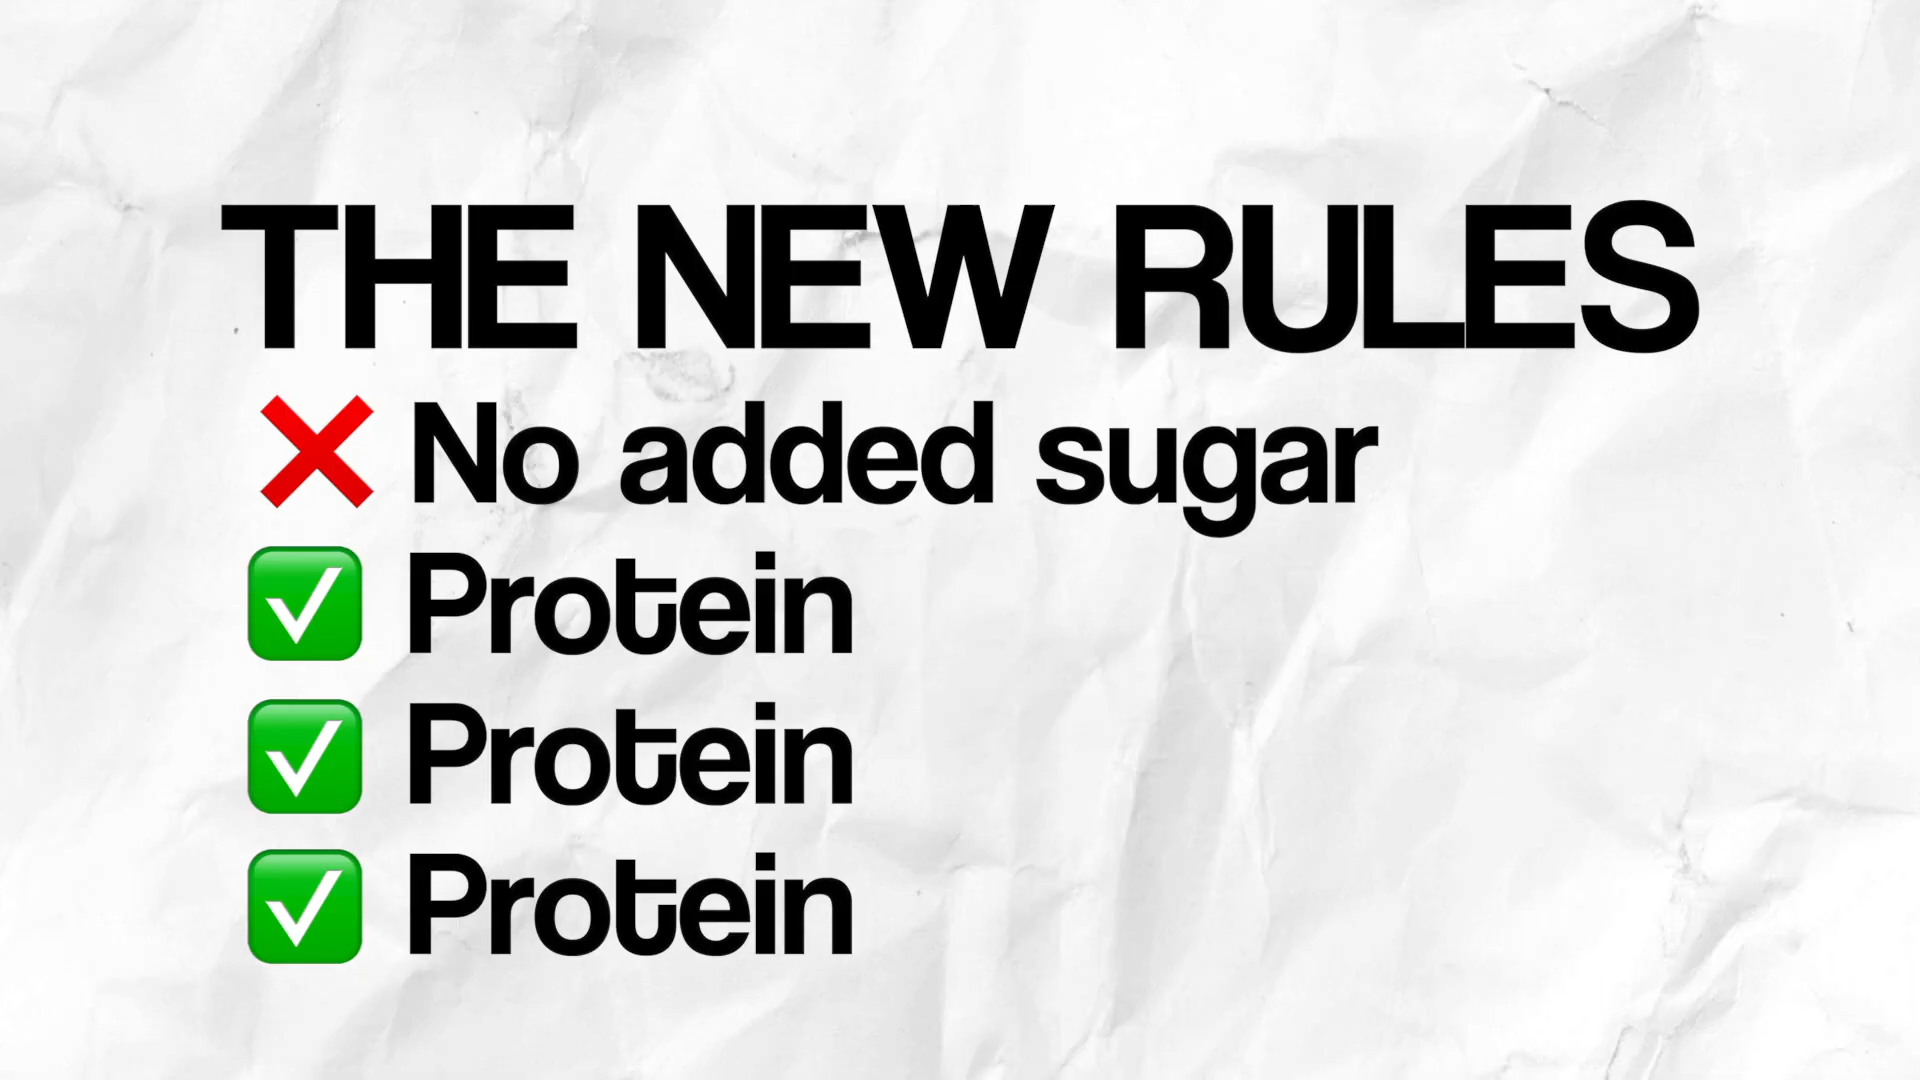 THE NEW RULES
❌ No added sugar
✅ Protein
✅ Protein
✅ Protein